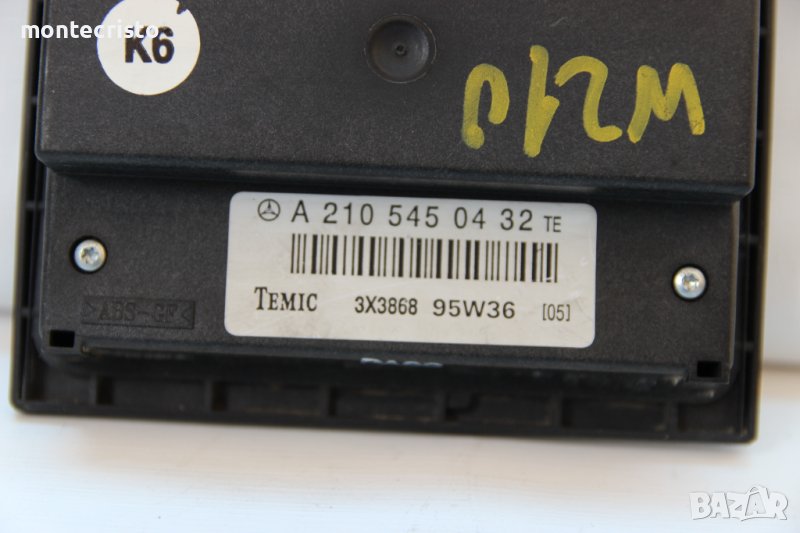 montecristo
K6
W210
A 210 545 04 32 TE
TEMIC 3X3868 95W36 [05]
>ABS-GF<
BAZAR